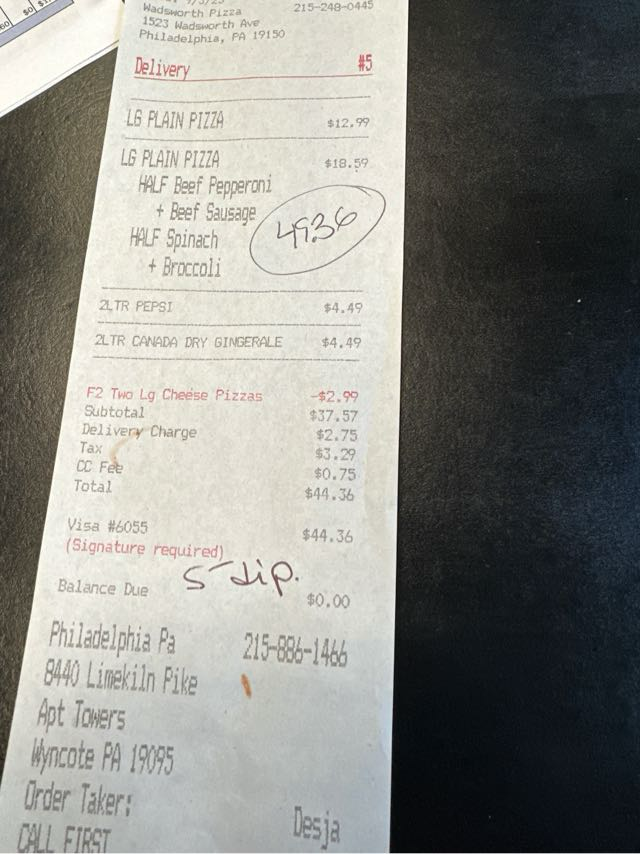 Wadsworth Pizza 215-248-0445
1523 Wadsworth Ave
Philadelphia, PA 19150
Delivery #5
LG PLAIN PIZZA $12.99
LG PLAIN PIZZA $18.59
HALF Beef Pepperoni
+ Beef Sausage
HALF Spinach
+ Broccoli
49.36
2LTR PEPSI $4.49
2LTR CANADA DRY GINGERALE $4.49
F2 Two Lg Cheese Pizzas -$2.99
Subtotal $37.57
Delivery Charge $2.75
Tax $3.29
CC Fee $0.75
Total $44.36
Visa #6055 $44.36
(Signature required)
5- tip.
Balance Due $0.00
Philadelphia Pa 215-886-1466
8440 Limekiln Pike
Apt Towers
Wyncote PA 19095
Order Taker: Desja
CALL FIRST